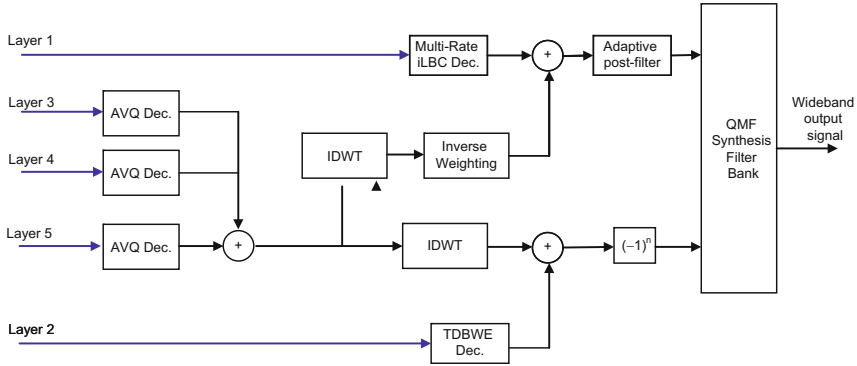 Layer 1
Multi-Rate
iLBC Dec.
+
Adaptive
post-filter
Layer 3
AVQ Dec.
Layer 4
AVQ Dec.
IDWT
Inverse
Weighting
QMF
Synthesis
Filter
Bank
Wideband
output
signal
Layer 5
AVQ Dec.
+
IDWT
+
(−1)ⁿ
Layer 2
TDBWE
Dec.